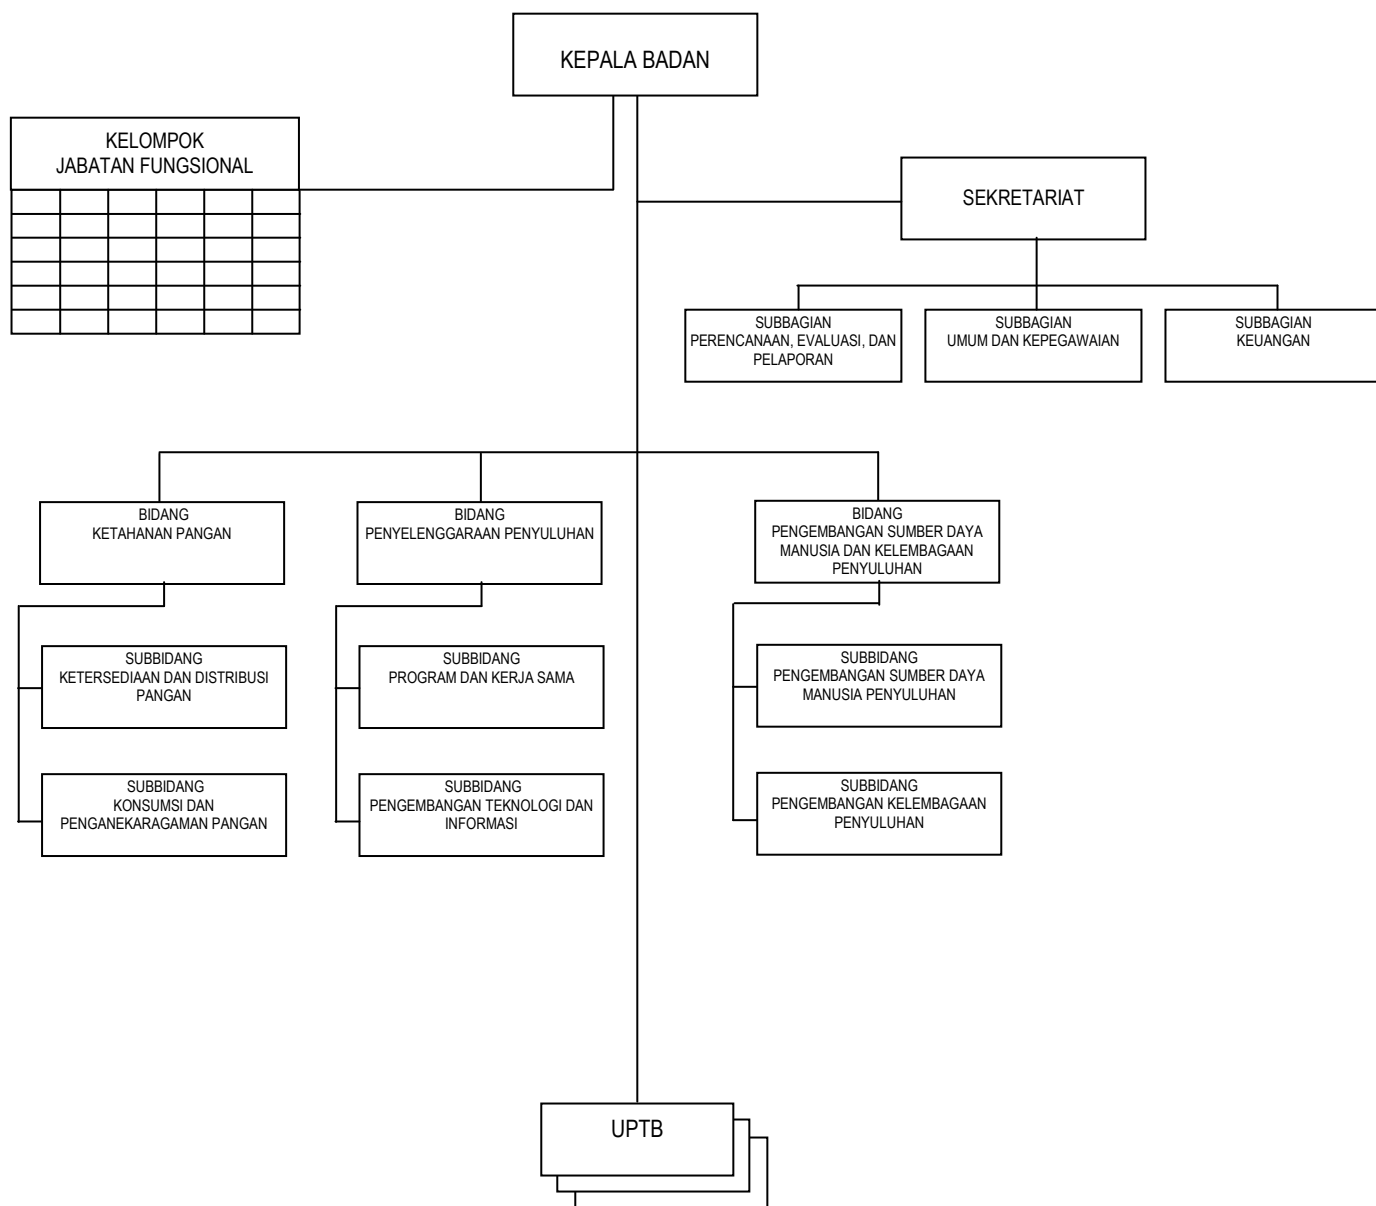 KEPALA BADAN
KELOMPOK
JABATAN FUNGSIONAL
SEKRETARIAT
SUBBAGIAN
PERENCANAAN, EVALUASI, DAN
PELAPORAN
SUBBAGIAN
UMUM DAN KEPEGAWAIAN
SUBBAGIAN
KEUANGAN
BIDANG
KETAHANAN PANGAN
BIDANG
PENYELENGGARAAN PENYULUHAN
BIDANG
PENGEMBANGAN SUMBER DAYA
MANUSIA DAN KELEMBAGAAN
PENYULUHAN
SUBBIDANG
KETERSEDIAAN DAN DISTRIBUSI
PANGAN
SUBBIDANG
PROGRAM DAN KERJA SAMA
SUBBIDANG
PENGEMBANGAN SUMBER DAYA
MANUSIA PENYULUHAN
SUBBIDANG
KONSUMSI DAN
PENGANEKARAGAMAN PANGAN
SUBBIDANG
PENGEMBANGAN TEKNOLOGI DAN
INFORMASI
SUBBIDANG
PENGEMBANGAN KELEMBAGAAN
PENYULUHAN
UPTB